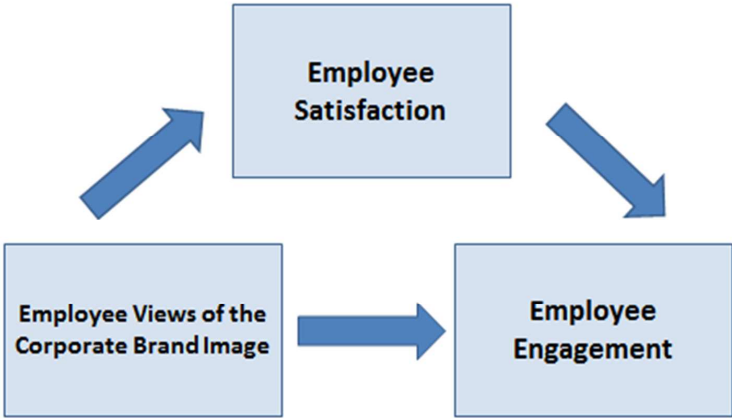 Employee
Satisfaction
Employee Views of the
Corporate Brand Image
Employee
Engagement